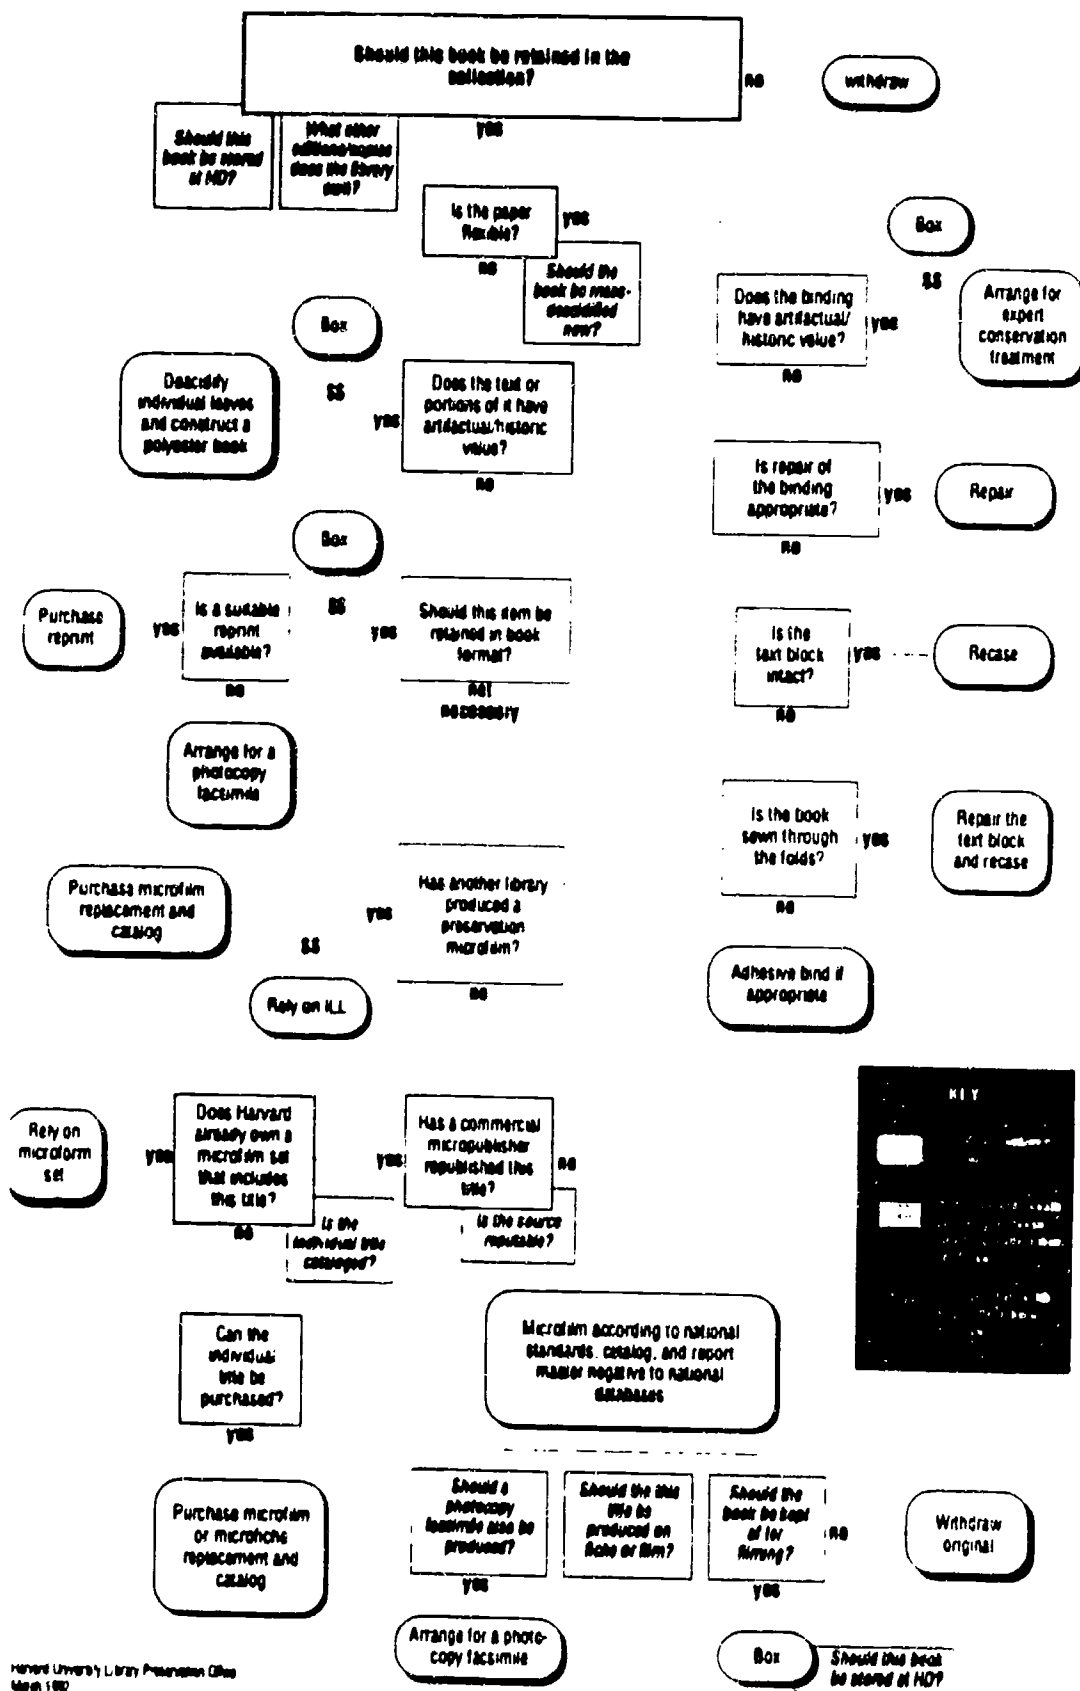 Should this book be retained in the
collection?
no
withdraw
yes
Should this
book be stored
at HD?
What other
editions/copies
does the library
own?
Is the paper
flexible?
yes
no
Should the
book be mass-
deacidified
now?
Box
$$
Does the binding
have artifactual/
historic value?
yes
no
Arrange for
expert
conservation
treatment
Box
$$
Deacidify
individual leaves
and construct a
polyester book
yes
Does the text or
portions of it have
artifactual/historic
value?
no
Is repair of
the binding
appropriate?
yes
no
Repair
Box
$$
Purchase
reprint
yes
Is a suitable
reprint
available?
no
yes
Should this item be
retained in book
format?
not
necessary
Is the
text block
intact?
yes
no
Recase
Arrange for a
photocopy
facsimile
Is the book
sewn through
the folds?
yes
no
Repair the
text block
and recase
Purchase microfilm
replacement and
catalog
$$
yes
Has another library
produced a
preservation
microfilm?
no
Rely on ILL
Adhesive bind if
appropriate
Rely on
microform
set
yes
Does Harvard
already own a
microfilm set
that includes
this title?
no
Is the
individual title
cataloged?
yes
Has a commercial
micropublisher
republished this
title?
no
Is the source
reputable?
KEY
Can the
individual
title be
purchased?
yes
Microfilm according to national
standards, catalog, and report
master negative to national
databases
Purchase microfilm
or microfiche
replacement and
catalog
Should a
photocopy
facsimile also be
produced?
yes
Should the this
title be
produced on
fiche or film?
Should the
book be kept
after
filming?
no
yes
Withdraw
original
Arrange for a photo-
copy facsimile
Box
Should this book
be stored at HD?
Harvard University Library Preservation Office
March 1992